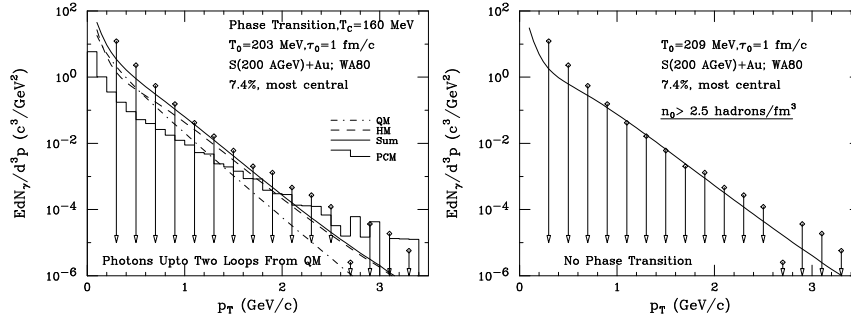 Phase Transition,T_C=160 MeV
T_0=203 MeV,τ_0=1 fm/c
S(200 AGeV)+Au; WA80
7.4%, most central
QM
HM
Sum
PCM
Photons Upto Two Loops From QM
EdN_γ/d^3p (c^3/GeV^2)
10^2
10^0
10^−2
10^−4
10^−6
0
1
2
3
p_T (GeV/c)
T_0=209 MeV,τ_0=1 fm/c
S(200 AGeV)+Au; WA80
7.4%, most central
n_0> 2.5 hadrons/fm^3
No Phase Transition
EdN_γ/d^3p (c^3/GeV^2)
10^2
10^0
10^−2
10^−4
10^−6
0
1
2
3
p_T (GeV/c)